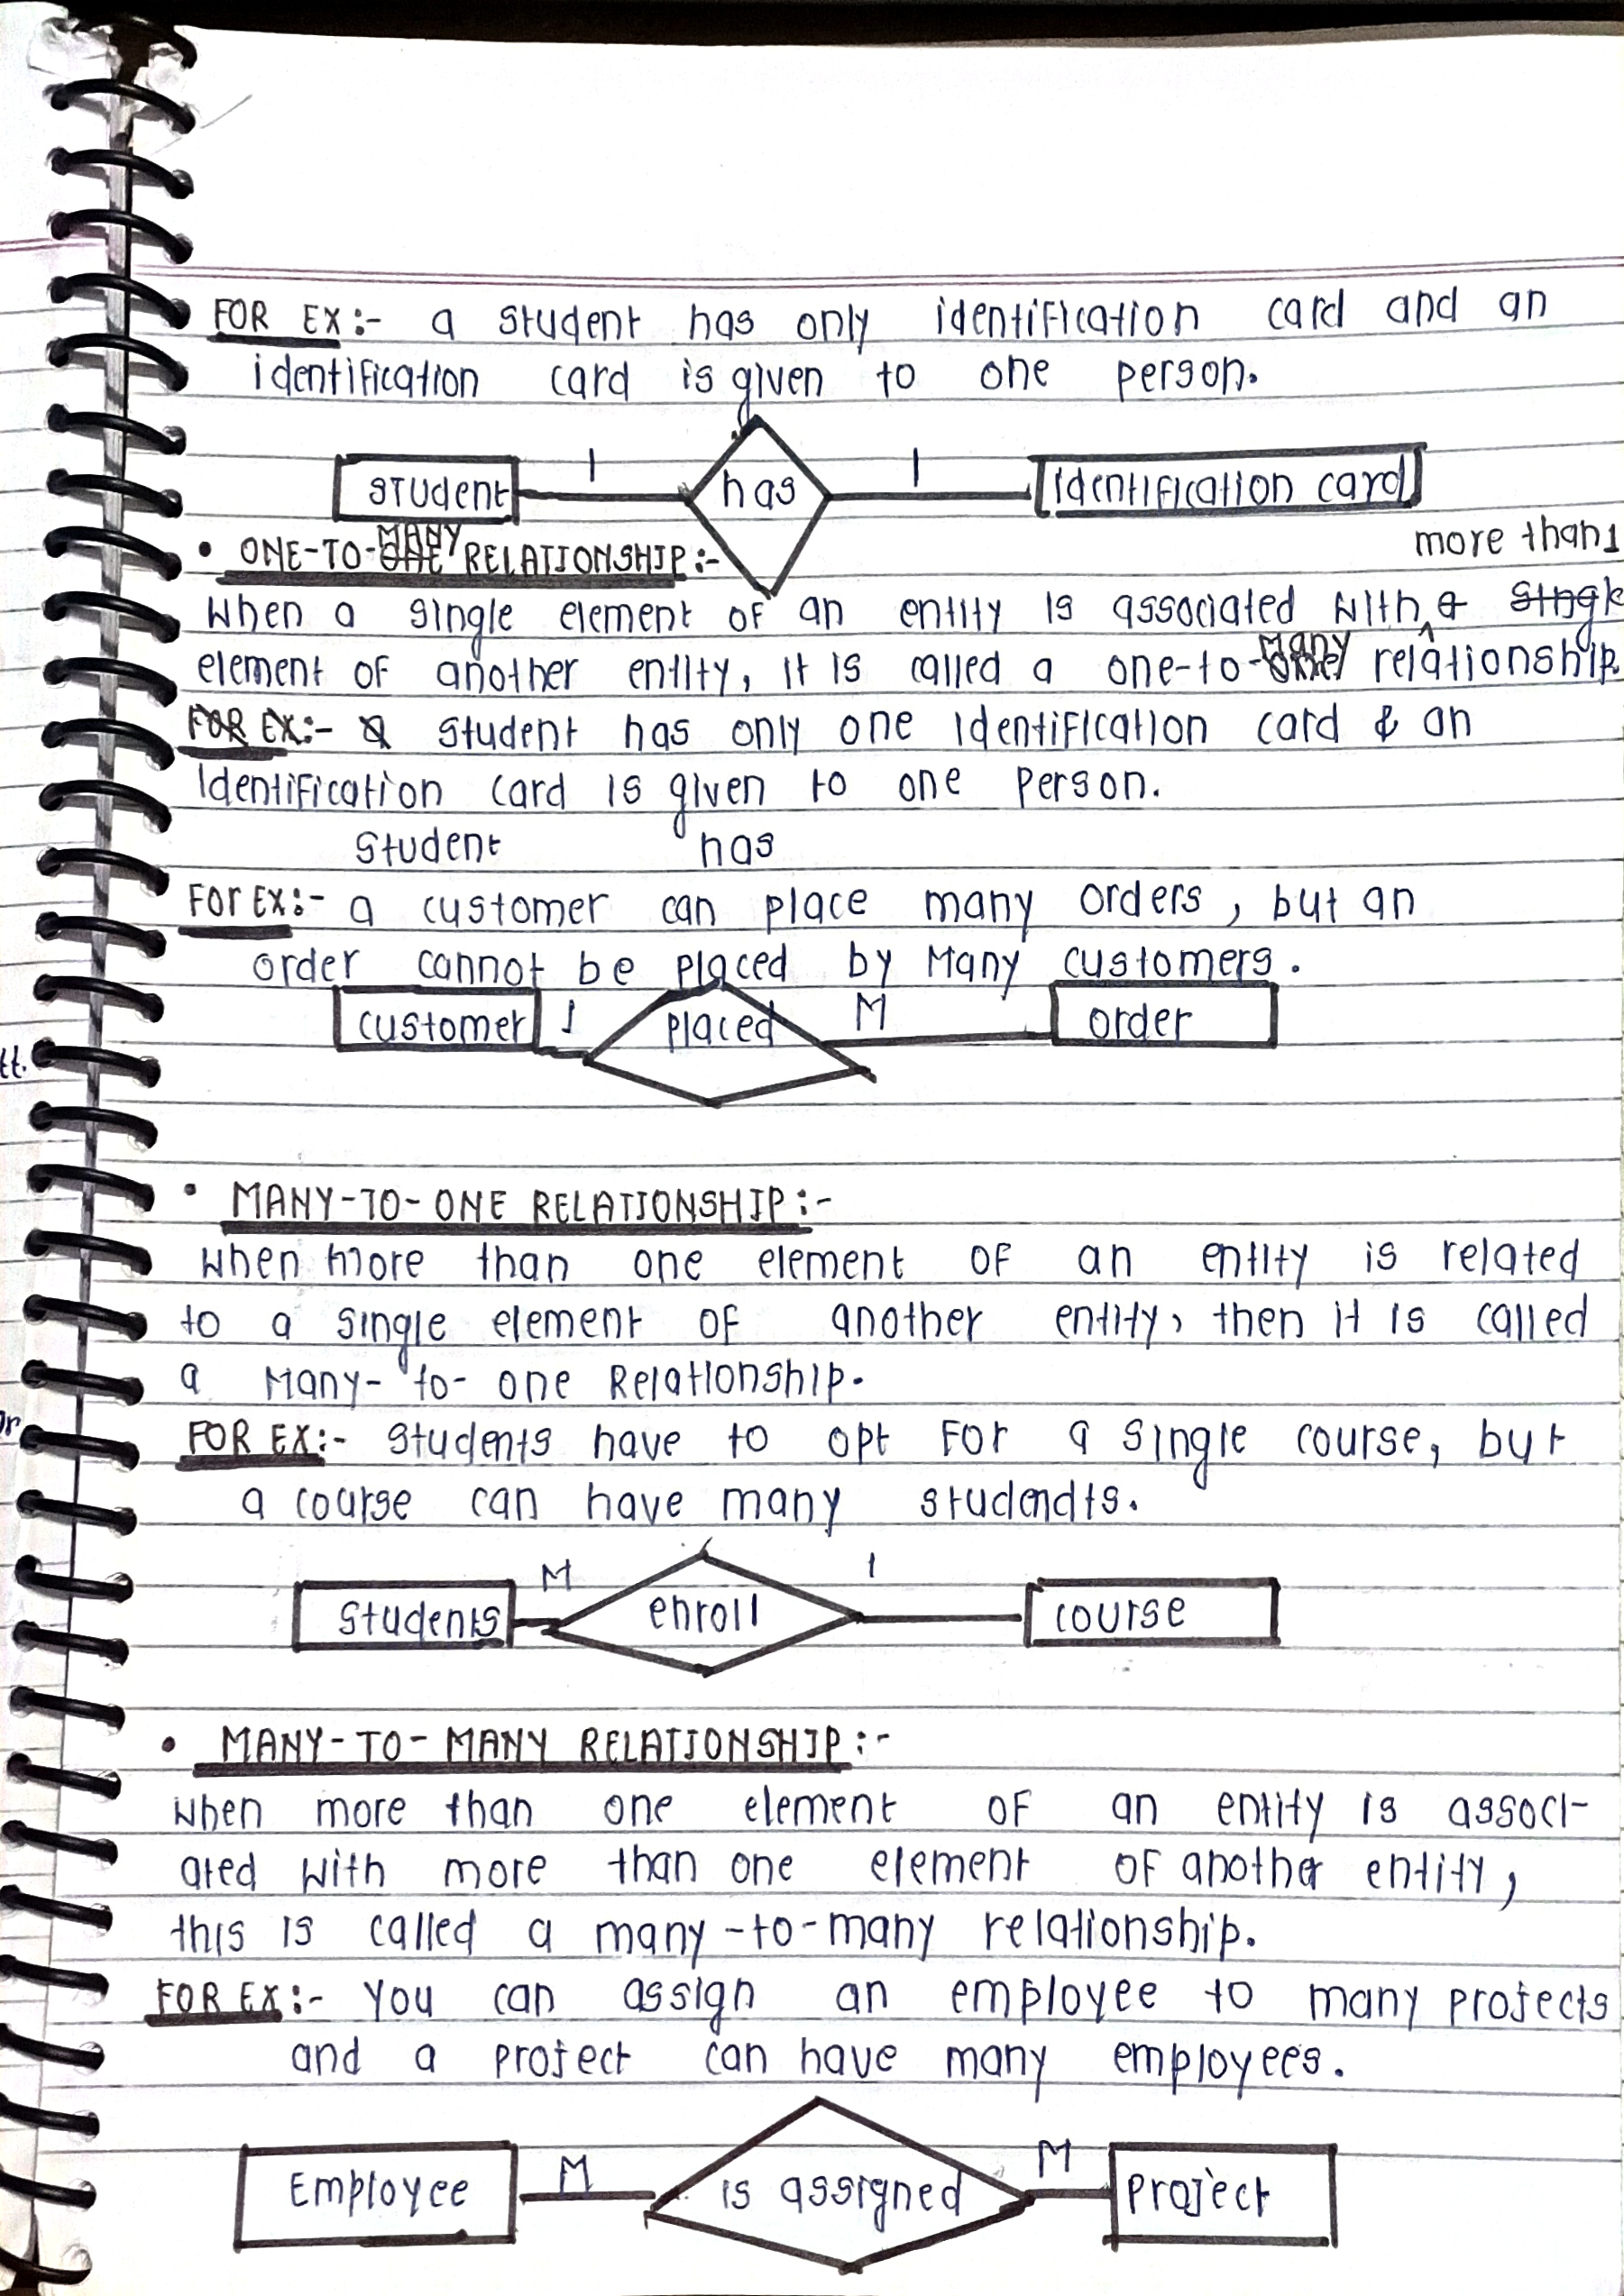 FOR EX:- a student has only identification card and an
identification card is given to one person.
student 1 has 1 identification card
• ONE-TO-MANY RELATIONSHIP:-
more than 1
When a single element of an entity is associated with a single
element of another entity, it is called a one-to-many relationship
FOR EX:- a student has only one identification card & an
identification card is given to one person.
student has
For EX:- a customer can place many orders, but an
order cannot be placed by Many customers.
customer 1 placed M order
tt.
• MANY-TO-ONE RELATIONSHIP:-
when more than one element of an entity is related
to a single element of another entity, then it is called
a Many-to-one Relationship.
or
FOR EX:- students have to opt for a single course, but
a course can have many studendts.
students M enroll 1 course
• MANY-TO-MANY RELATIONSHIP:-
when more than one element of an entity is associ-
ated with more than one element of another entity,
this is called a many-to-many relationship.
FOR EX:- You can assign an employee to many projects
and a project can have many employees.
Employee M is assigned M project